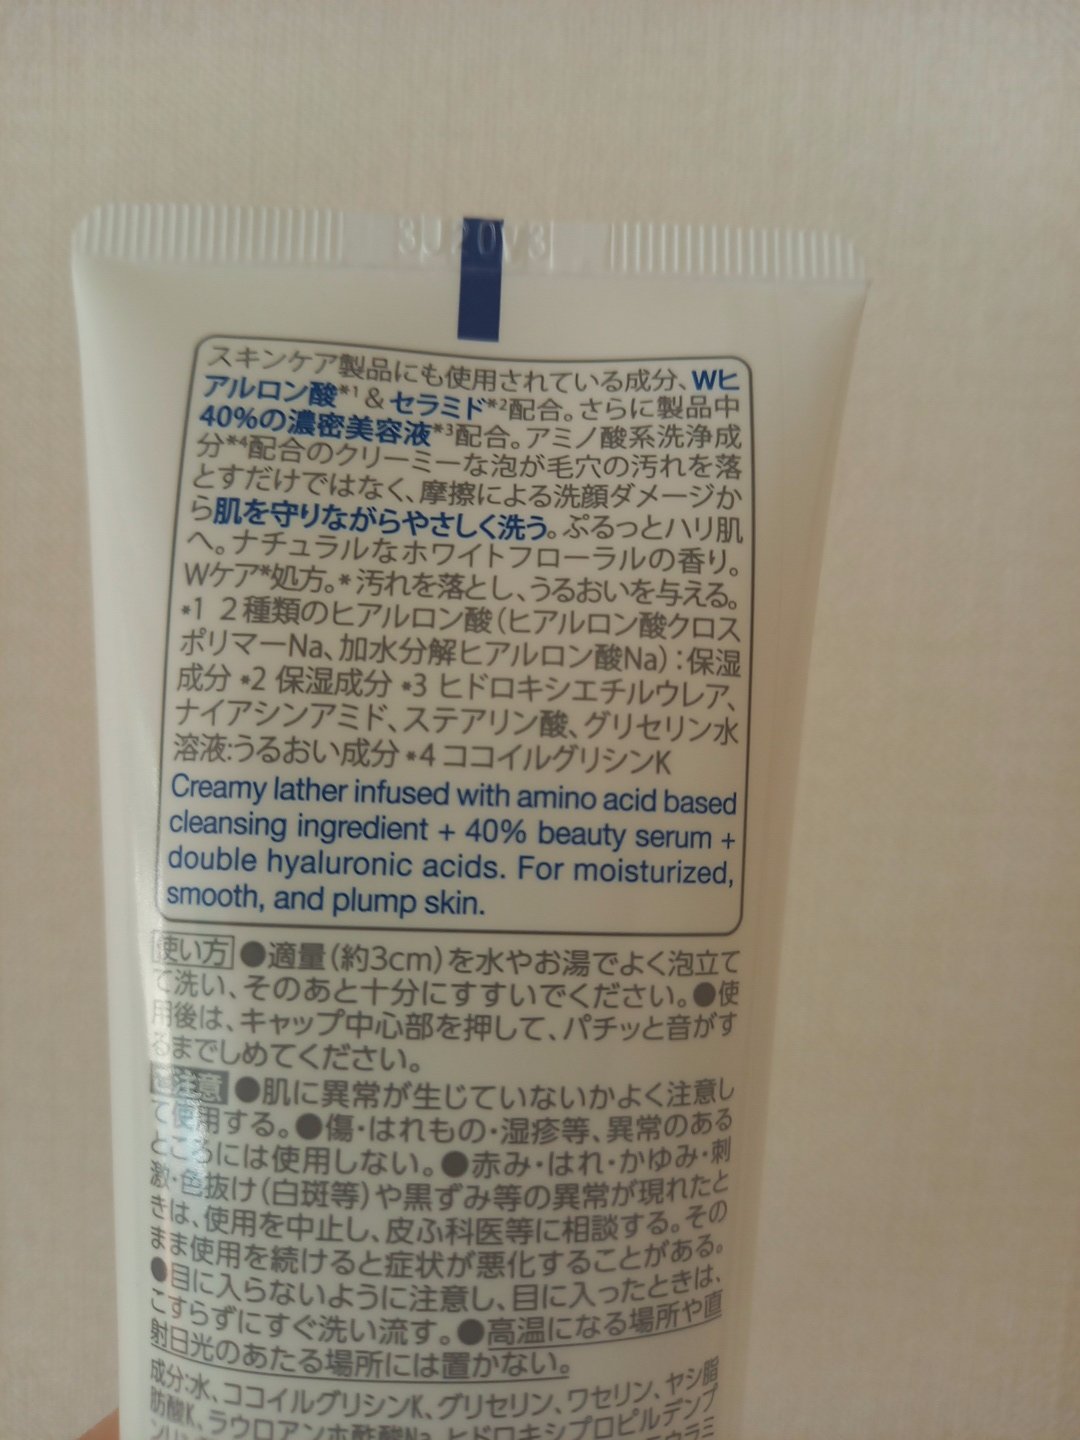 3J20V3
スキンケア製品にも使用されている成分、Wヒ
アルロン酸*1&セラミド*2配合。さらに製品中
40%の濃密美容液*3配合。アミノ酸系洗浄成
分*4配合のクリーミーな泡が毛穴の汚れを落
とすだけではなく、摩擦による洗顔ダメージか
ら肌を守りながらやさしく洗う。ぷるっとハリ肌
へ。ナチュラルなホワイトフローラルの香り。
Wケア*処方。*汚れを落とし、うるおいを与える。
*1 2種類のヒアルロン酸(ヒアルロン酸クロス
ポリマーNa、加水分解ヒアルロン酸Na):保湿
成分 *2 保湿成分 *3 ヒドロキシエチルウレア、
ナイアシンアミド、ステアリン酸、グリセリン水
溶液:うるおい成分 *4 ココイルグリシンK
Creamy lather infused with amino acid based
cleansing ingredient + 40% beauty serum +
double hyaluronic acids. For moisturized,
smooth, and plump skin.
使い方 ●適量(約3cm)を水やお湯でよく泡立て
て洗い、そのあと十分にすすいでください。●使
用後は、キャップ中心部を押して、パチッと音がす
るまでしめてください。
ご注意 ●肌に異常が生じていないかよく注意し
て使用する。●傷・はれもの・湿疹等、異常のある
ところには使用しない。●赤み・はれ・かゆみ・刺
激・色抜け(白斑等)や黒ずみ等の異常が現れたと
きは、使用を中止し、皮ふ科医等に相談する。その
まま使用を続けると症状が悪化することがある。
●目に入らないように注意し、目に入ったときは、
こすらずにすぐ洗い流す。●高温になる場所や直
射日光のあたる場所には置かない。
成分:水、ココイルグリシンK、グリセリン、ワセリン、ヤシ脂
肪酸K、ラウロアンホ酢酸Na、ヒドロキシプロピルデンプ